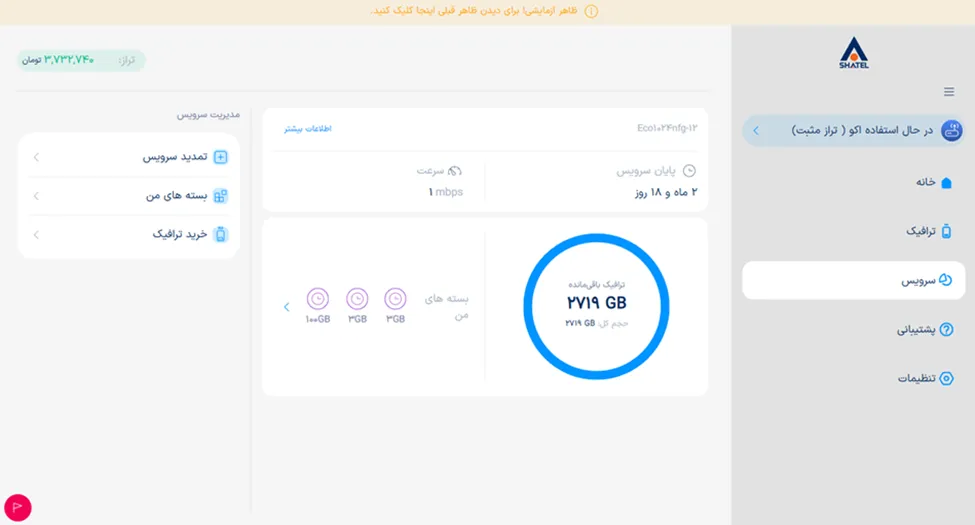 ظاهر آزمایشی! برای دیدن ظاهر قبلی اینجا کلیک کنید.
SHATEL
در حال استفاده اکو ( تراز مثبت)
خانه
ترافیک
سرویس
پشتیبانی
تنظیمات
تراز: ۳,۷۳۲,۷۴۰ تومان
Eco۱۰۲۴nfg-۱۲
اطلاعات بیشتر
پایان سرویس
۲ ماه و ۱۸ روز
سرعت
۱ mbps
ترافیک باقی‌مانده
۲۷۱۹ GB
حجم کل: ۲۷۱۹ GB
بسته های
من
۳GB
۳GB
۱۰۰GB
مدیریت سرویس
تمدید سرویس
بسته های من
خرید ترافیک